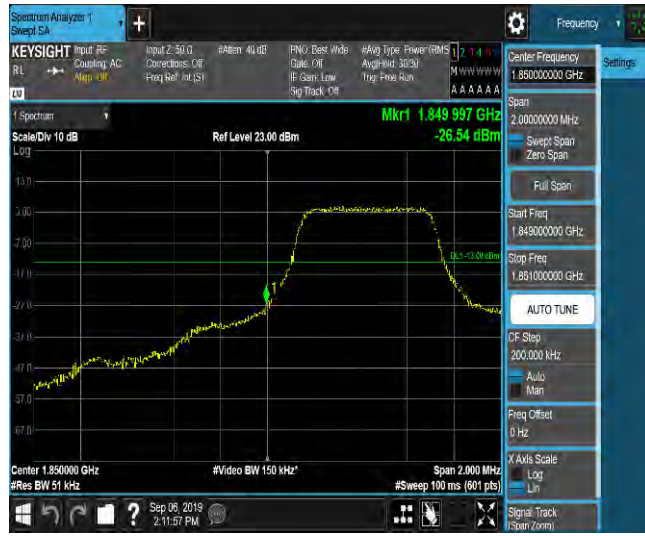 Spectrum Analyzer 1
Swept SA
+
Frequency
KEYSIGHT Input: RF
Coupling: AC
Align: Off
RL
Input Z: 50 Ω
Corrections: Off
Freq Ref: Int (S)
#Atten: 40 dB
PNO: Best Wide
Gate: Off
IF Gain: Low
Sig Track: Off
#Avg Type: Power (RMS
Avg|Hold: 30/30
Trig: Free Run
M W W W W W
A A A A A A
LW
1 Spectrum
Scale/Div 10 dB
Log
Ref Level 23.00 dBm
Mkr1 1.849 997 GHz
-26.54 dBm
13.0
3.00
-7.00
-17.0
-27.0
-37.0
-47.0
-57.0
-67.0
DL1 -13.00 dBm
1
Center 1.850000 GHz
#Res BW 51 kHz
#Video BW 150 kHz*
Span 2.000 MHz
#Sweep 100 ms (601 pts)
Sep 06, 2019
2:11:57 PM
?
Settings
Center Frequency
1.850000000 GHz
Span
2.00000000 MHz
Swept Span
Zero Span
Full Span
Start Freq
1.849000000 GHz
Stop Freq
1.851000000 GHz
AUTO TUNE
CF Step
200.000 kHz
Auto
Man
Freq Offset
0 Hz
X Axis Scale
Log
Lin
Signal Track
(Span Zoom)